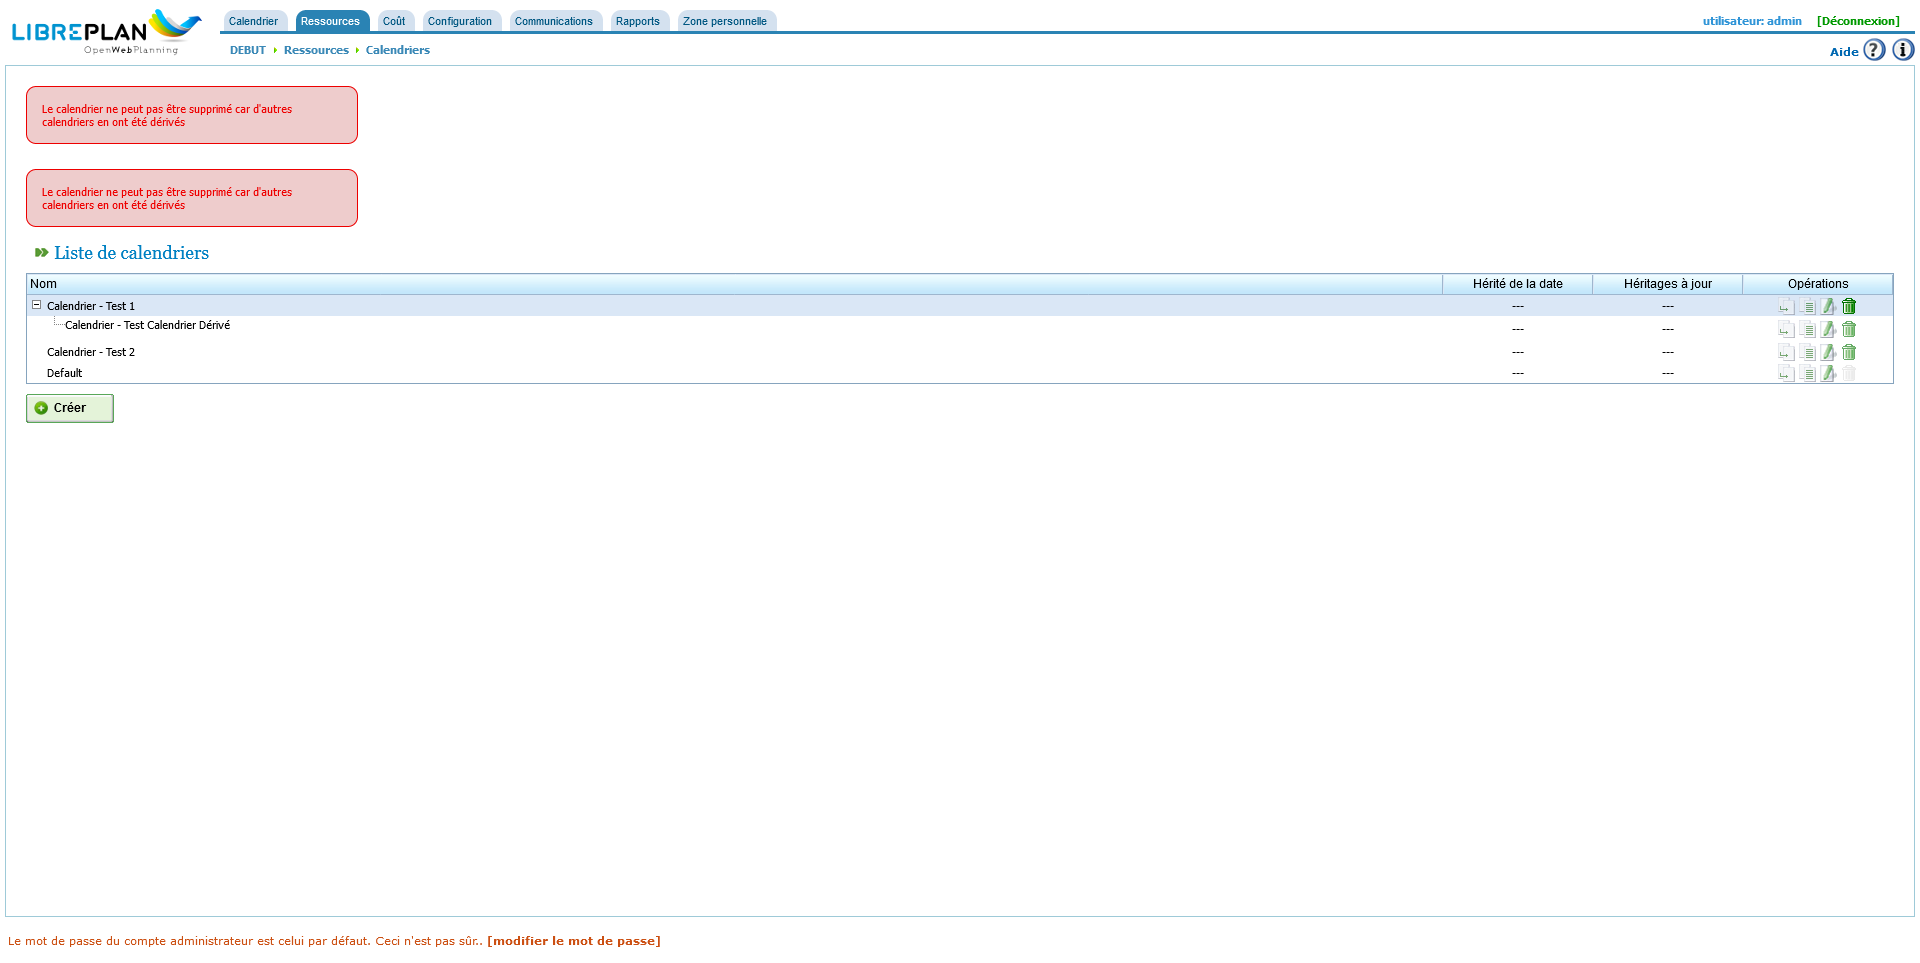 LIBREPLAN
OpenWebPlanning
Calendrier Ressources Coût Configuration Communications Rapports Zone personnelle
utilisateur: admin [Déconnexion]
DEBUT Ressources Calendriers
Aide ? i
Le calendrier ne peut pas être supprimé car d'autres
calendriers en ont été dérivés
Le calendrier ne peut pas être supprimé car d'autres
calendriers en ont été dérivés
Liste de calendriers
Nom Hérité de la date Héritages à jour Opérations
Calendrier - Test 1 --- ---
Calendrier - Test Calendrier Dérivé --- ---
Calendrier - Test 2 --- ---
Default --- ---
Créer
Le mot de passe du compte administrateur est celui par défaut. Ceci n'est pas sûr.. [modifier le mot de passe]